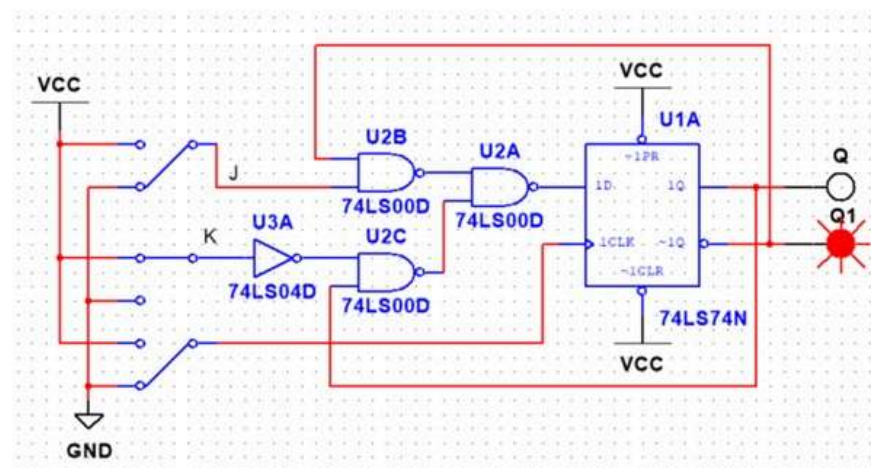 VCC
VCC
U1A
U2B
U2A
~1PR
Q
J
1D
1Q
74LS00D
74LS00D
Q1
K
U3A
U2C
1CLK
~1Q
~1CLR
74LS04D
74LS00D
74LS74N
VCC
GND